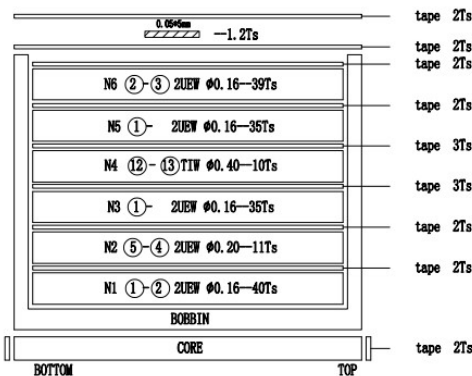 tape 2Ts
0.05*6mm
--1.2Ts
tape 2Ts
tape 2Ts
N6 ②-③ 2UEW φ0.16--39Ts
tape 2Ts
N5 ①- 2UEW φ0.16--35Ts
tape 3Ts
N4 ⑫-⑬ TIW φ0.40--10Ts
tape 3Ts
N3 ①- 2UEW φ0.16--35Ts
tape 2Ts
N2 ⑤-④ 2UEW φ0.20--11Ts
tape 2Ts
N1 ①-② 2UEW φ0.16--40Ts
BOBBIN
CORE
tape 2Ts
BOTTOM TOP